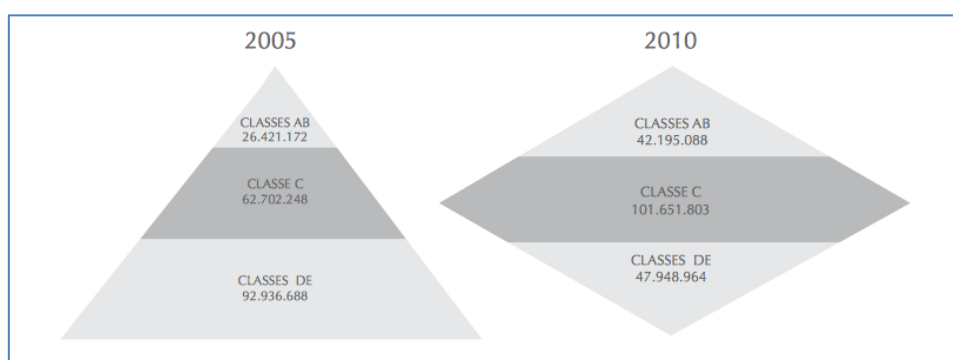 2005
CLASSES AB
26.421.172
CLASSE C
62.702.248
CLASSES DE
92.936.688
2010
CLASSES AB
42.195.088
CLASSE C
101.651.803
CLASSES DE
47.948.964